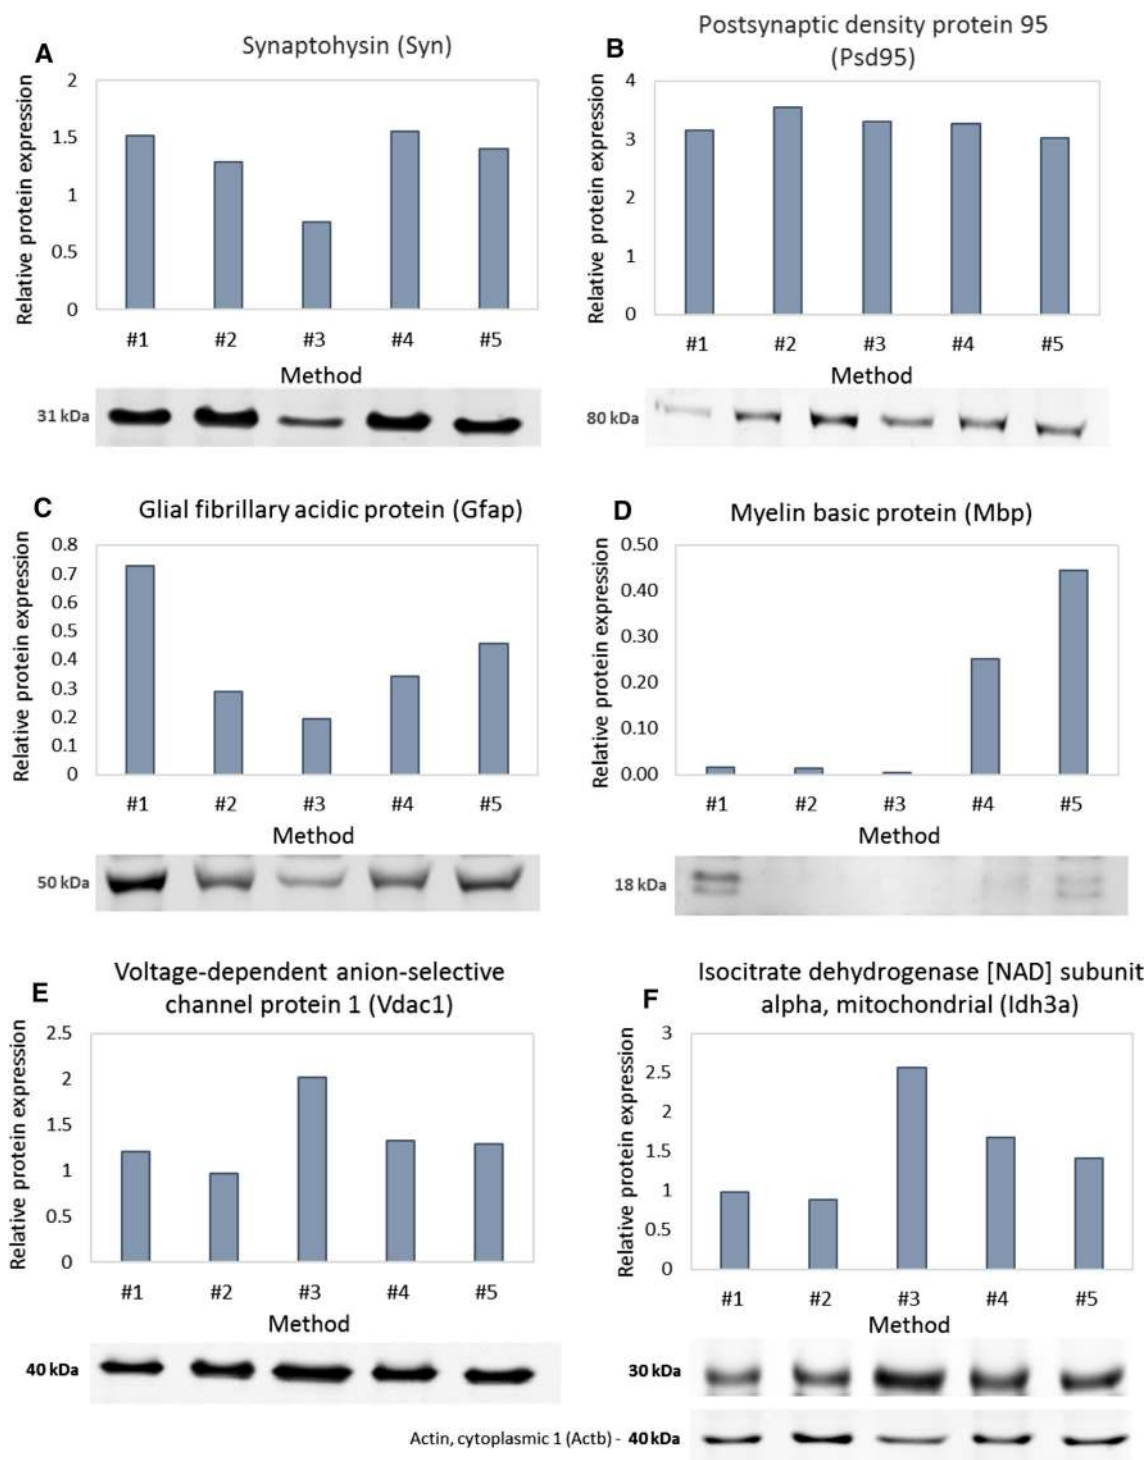 A
Synaptohysin (Syn)
Relative protein expression
2
1.5
1
0.5
0
#1 #2 #3 #4 #5
Method
31 kDa
B
Postsynaptic density protein 95
(Psd95)
Relative protein expression
4
3
2
1
0
#1 #2 #3 #4 #5
Method
80 kDa
C
Glial fibrillary acidic protein (Gfap)
Relative protein expression
0.8
0.7
0.6
0.5
0.4
0.3
0.2
0.1
0
#1 #2 #3 #4 #5
Method
50 kDa
D
Myelin basic protein (Mbp)
Relative protein expression
0.50
0.40
0.30
0.20
0.10
0.00
#1 #2 #3 #4 #5
Method
18 kDa
E
Voltage-dependent anion-selective
channel protein 1 (Vdac1)
Relative protein expression
2.5
2
1.5
1
0.5
0
#1 #2 #3 #4 #5
Method
40 kDa
F
Isocitrate dehydrogenase [NAD] subunit
alpha, mitochondrial (Idh3a)
Relative protein expression
3
2.5
2
1.5
1
0.5
0
#1 #2 #3 #4 #5
Method
30 kDa
Actin, cytoplasmic 1 (Actb) - 40 kDa